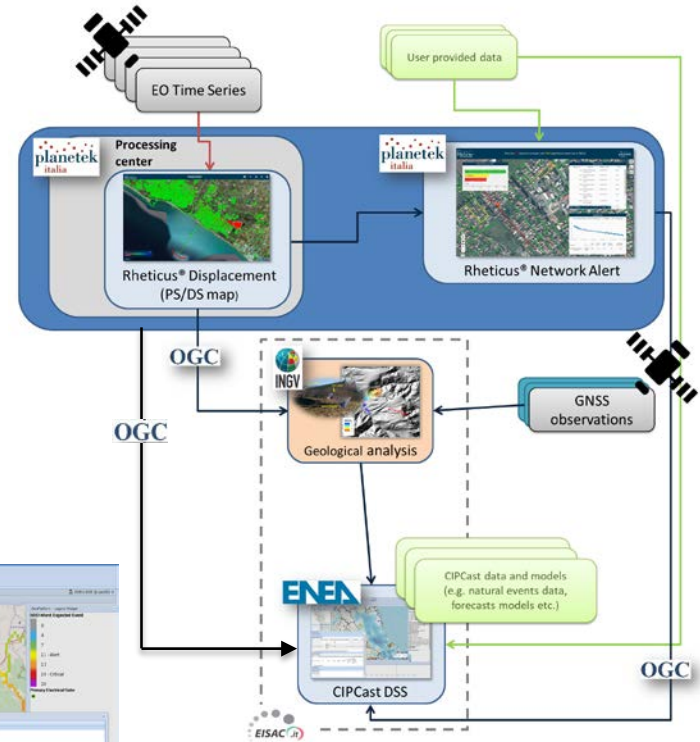 EO Time Series
User provided data
planetek
italia
Processing
center
planetek
italia
Rheticus® Displacement
(PS/DS map)
Rheticus® Network Alert
OGC
INGV
GNSS
observations
OGC
Geological analysis
ENEA
CIPCast data and models
(e.g. natural events data,
forecasts models etc.)
CIPCast DSS
OGC
EISAC it